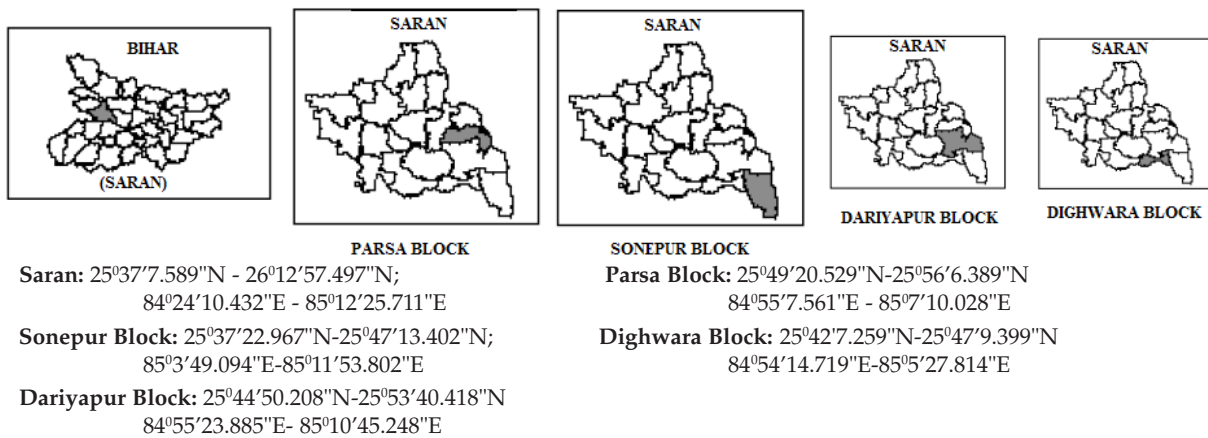 BIHAR
(SARAN)
SARAN
PARSA BLOCK
SARAN
SONEPUR BLOCK
SARAN
DARIYAPUR BLOCK
SARAN
DIGHWARA BLOCK
Saran: 25⁰37’7.589"N - 26⁰12’57.497"N;
84⁰24’10.432"E - 85⁰12’25.711"E
Sonepur Block: 25⁰37’22.967"N-25⁰47’13.402"N;
85⁰3’49.094"E-85⁰11’53.802"E
Dariyapur Block: 25⁰44’50.208"N-25⁰53’40.418"N
84⁰55’23.885"E- 85⁰10’45.248"E
Parsa Block: 25⁰49’20.529"N-25⁰56’6.389"N
84⁰55’7.561"E - 85⁰7’10.028"E
Dighwara Block: 25⁰42’7.259"N-25⁰47’9.399"N
84⁰54’14.719"E-85⁰5’27.814"E